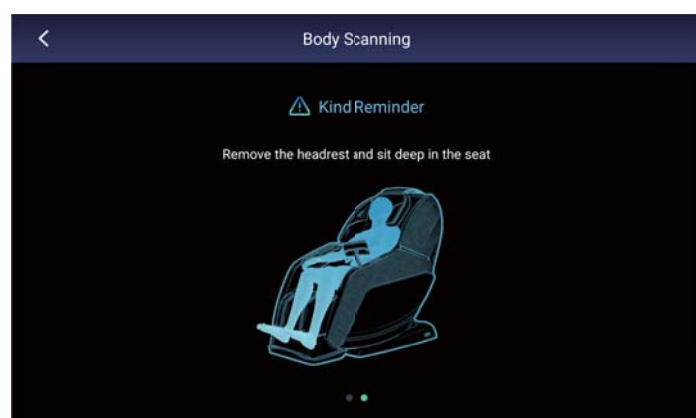 Body Scanning
Kind Reminder
Remove the headrest and sit deep in the seat